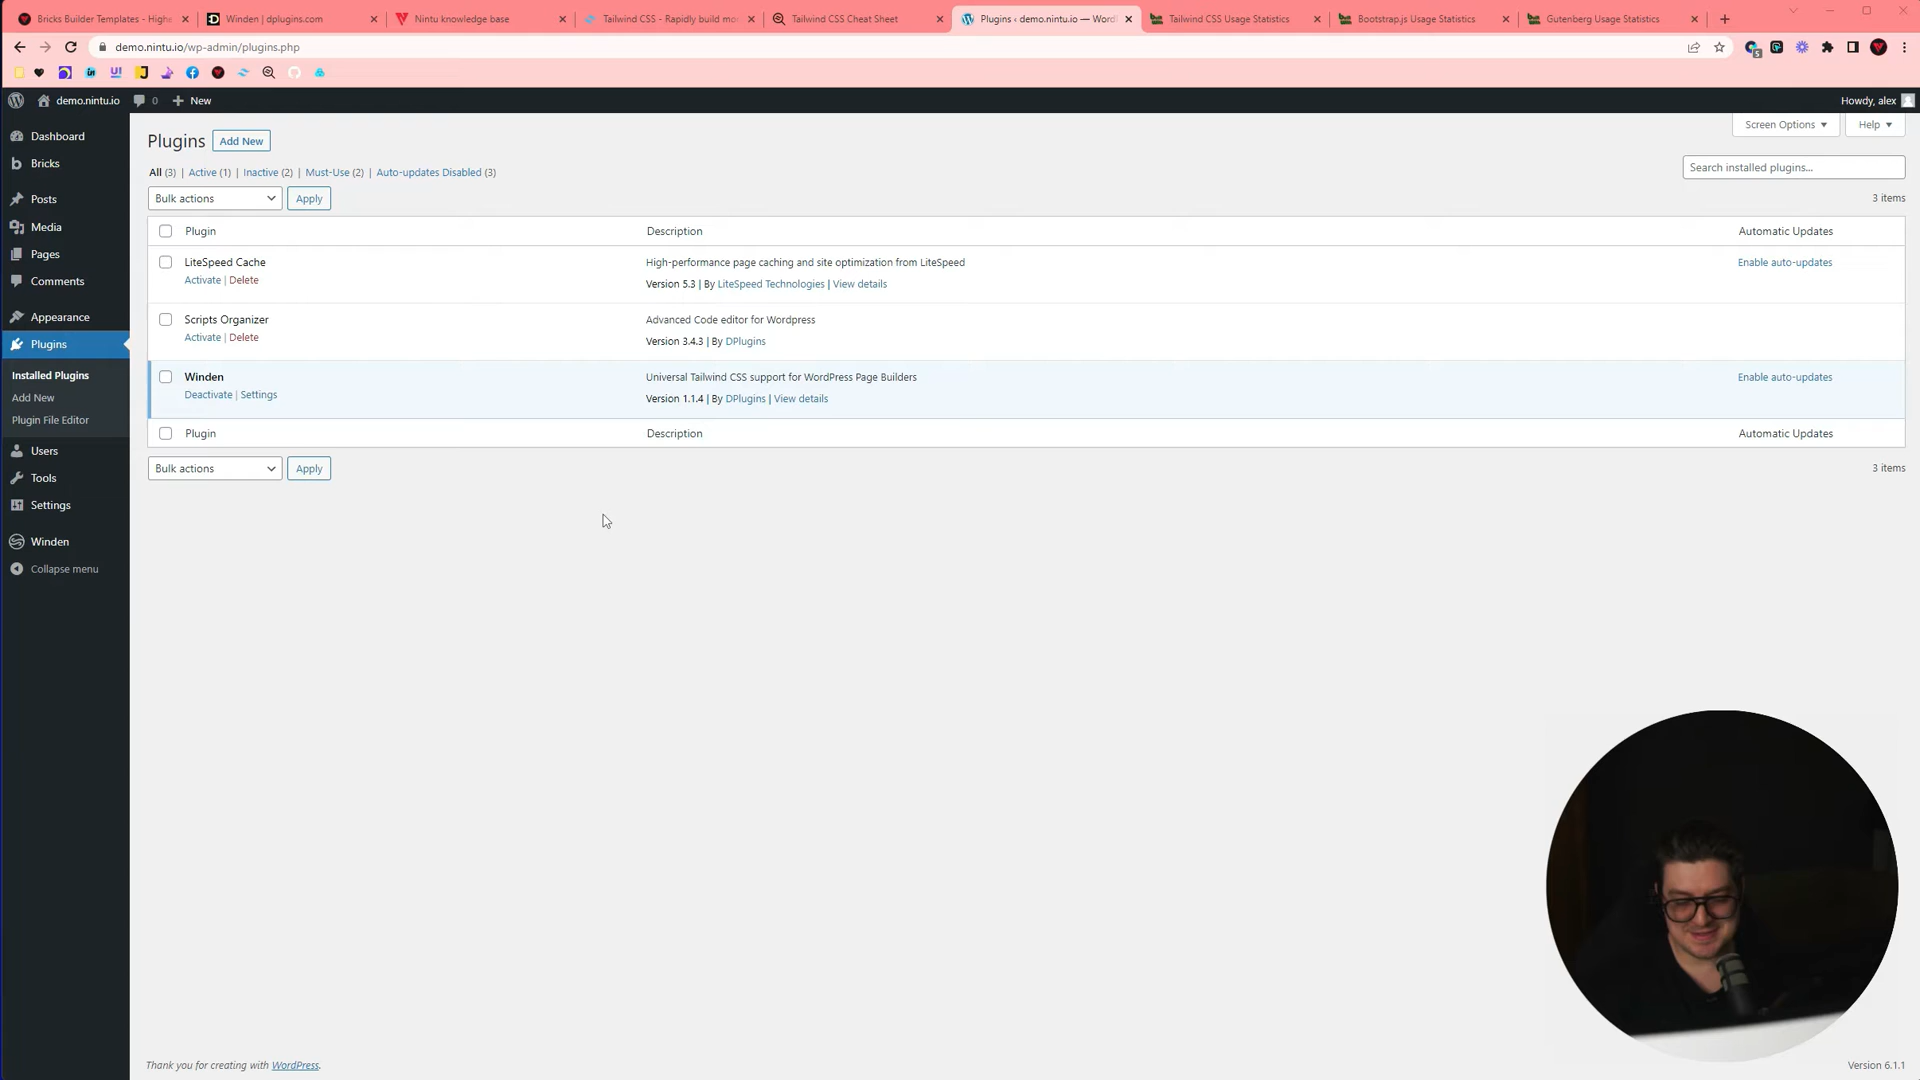 Bricks Builder Templates - Highe
Winden | dplugins.com
Nintu knowledge base
Tailwind CSS - Rapidly build mo
Tailwind CSS Cheat Sheet
Plugins ‹ demo.nintu.io — Word
Tailwind CSS Usage Statistics
Bootstrap.js Usage Statistics
Gutenberg Usage Statistics
demo.nintu.io/wp-admin/plugins.php
demo.nintu.io
0
New
Howdy, alex
Dashboard
Bricks
Posts
Media
Pages
Comments
Appearance
Plugins
Installed Plugins
Add New
Plugin File Editor
Users
Tools
Settings
Winden
Collapse menu
Plugins Add New
Screen Options Help
All (3) | Active (1) | Inactive (2) | Must-Use (2) | Auto-updates Disabled (3)
Search installed plugins...
Bulk actions Apply
3 items
Plugin Description Automatic Updates
LiteSpeed Cache High-performance page caching and site optimization from LiteSpeed Enable auto-updates
Activate | Delete Version 5.3 | By LiteSpeed Technologies | View details
Scripts Organizer Advanced Code editor for Wordpress
Activate | Delete Version 3.4.3 | By DPlugins
Winden Universal Tailwind CSS support for WordPress Page Builders Enable auto-updates
Deactivate | Settings Version 1.1.4 | By DPlugins | View details
Plugin Description Automatic Updates
Bulk actions Apply
3 items
Thank you for creating with WordPress.
Version 6.1.1